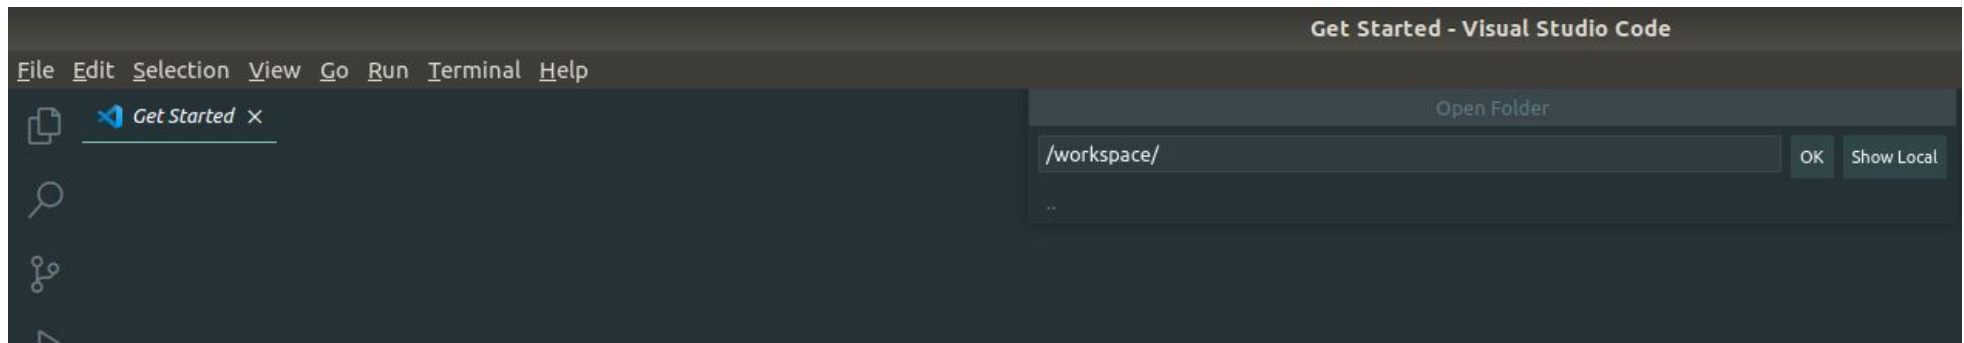 Get Started - Visual Studio Code
File Edit Selection View Go Run Terminal Help
Get Started ×
Open Folder
/workspace/ OK Show Local
..